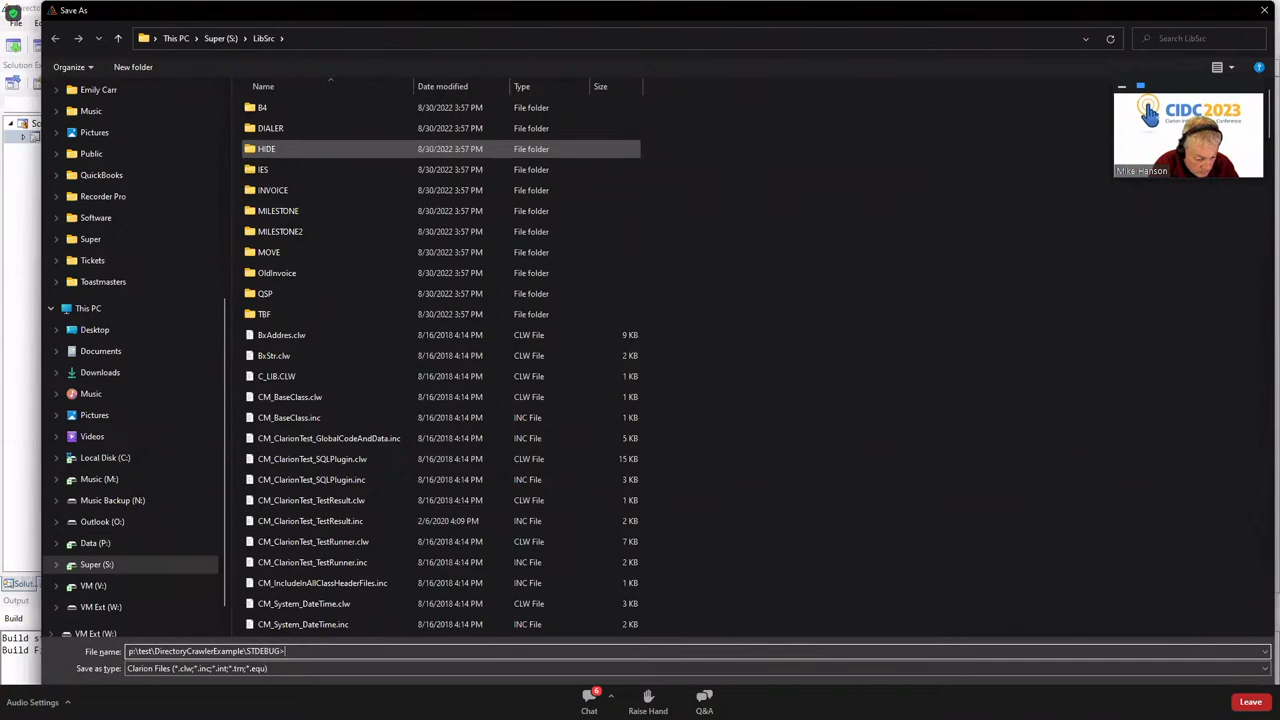 Save As
This PC
Super (S:)
LibSrc
Search LibSrc
Organize
New folder
Name
Date modified
Type
Size
Emily Carr
Music
Pictures
Public
QuickBooks
Recorder Pro
Software
Super
Tickets
Toastmasters
This PC
Desktop
Documents
Downloads
Music
Pictures
Videos
Local Disk (C:)
Music (M:)
Music Backup (N:)
Outlook (O:)
Data (P:)
Super (S:)
VM (V:)
VM Ext (W:)
VM Ext (W:)
B4 8/30/2022 3:57 PM File folder
DIALER 8/30/2022 3:57 PM File folder
HIDE 8/30/2022 3:57 PM File folder
IES 8/30/2022 3:57 PM File folder
INVOICE 8/30/2022 3:57 PM File folder
MILESTONE 8/30/2022 3:57 PM File folder
MILESTONE2 8/30/2022 3:57 PM File folder
MOVE 8/30/2022 3:57 PM File folder
OldInvoice 8/30/2022 3:57 PM File folder
QSP 8/30/2022 3:57 PM File folder
TBF 8/30/2022 3:57 PM File folder
BxAddres.clw 8/16/2018 4:14 PM CLW File 9 KB
BxStr.clw 8/16/2018 4:14 PM CLW File 2 KB
C_LIB.CLW 8/16/2018 4:14 PM CLW File 1 KB
CM_BaseClass.clw 8/16/2018 4:14 PM CLW File 1 KB
CM_BaseClass.inc 8/16/2018 4:14 PM INC File 1 KB
CM_ClarionTest_GlobalCodeAndData.inc 8/16/2018 4:14 PM INC File 5 KB
CM_ClarionTest_SQLPlugin.clw 8/16/2018 4:14 PM CLW File 15 KB
CM_ClarionTest_SQLPlugin.inc 8/16/2018 4:14 PM INC File 3 KB
CM_ClarionTest_TestResult.clw 8/16/2018 4:14 PM CLW File 1 KB
CM_ClarionTest_TestResult.inc 2/6/2020 4:09 PM INC File 2 KB
CM_ClarionTest_TestRunner.clw 8/16/2018 4:14 PM CLW File 7 KB
CM_ClarionTest_TestRunner.inc 8/16/2018 4:14 PM INC File 1 KB
CM_IncludeInAllClassHeaderFiles.inc 8/16/2018 4:14 PM INC File 1 KB
CM_System_DateTime.clw 8/16/2018 4:14 PM CLW File 3 KB
CM_System_DateTime.inc 8/16/2018 4:14 PM INC File 1 KB
CIDC2023
Mike Hanson
File
Output
Build
File name: p:\test\DirectoryCrawlerExample\STDEBUG>
Save as type: Clarion Files (*.clw;*.inc;*.int;*.trn;*.equ)
Audio Settings
6
Chat
Raise Hand
Q&A
Leave